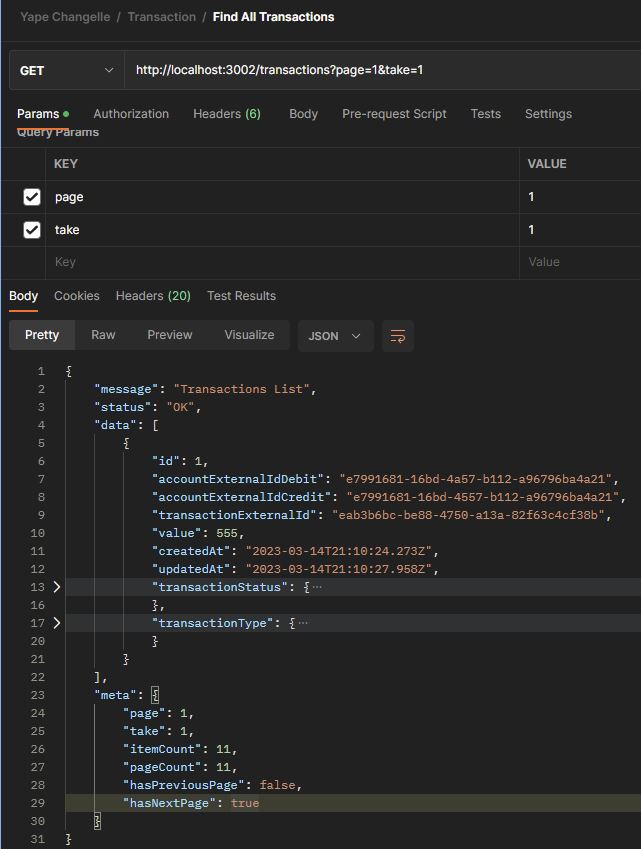 Yape Changelle / Transaction / Find All Transactions
GET http://localhost:3002/transactions?page=1&take=1
Params Authorization Headers (6) Body Pre-request Script Tests Settings
Query Params
KEY VALUE
page 1
take 1
Key Value
Body Cookies Headers (20) Test Results
Pretty Raw Preview Visualize JSON
1 {
2 "message": "Transactions List",
3 "status": "OK",
4 "data": [
5 {
6 "id": 1,
7 "accountExternalIdDebit": "e7991681-16bd-4a57-b112-a96796ba4a21",
8 "accountExternalIdCredit": "e7991681-16bd-4557-b112-a96796ba4a21",
9 "transactionExternalId": "eab3b6bc-be88-4750-a13a-82f63c4cf38b",
10 "value": 555,
11 "createdAt": "2023-03-14T21:10:24.273Z",
12 "updatedAt": "2023-03-14T21:10:27.958Z",
13 "transactionStatus": {⋯
16 },
17 "transactionType": {⋯
20 }
21 }
22 ],
23 "meta": {
24 "page": 1,
25 "take": 1,
26 "itemCount": 11,
27 "pageCount": 11,
28 "hasPreviousPage": false,
29 "hasNextPage": true
30 }
31 }